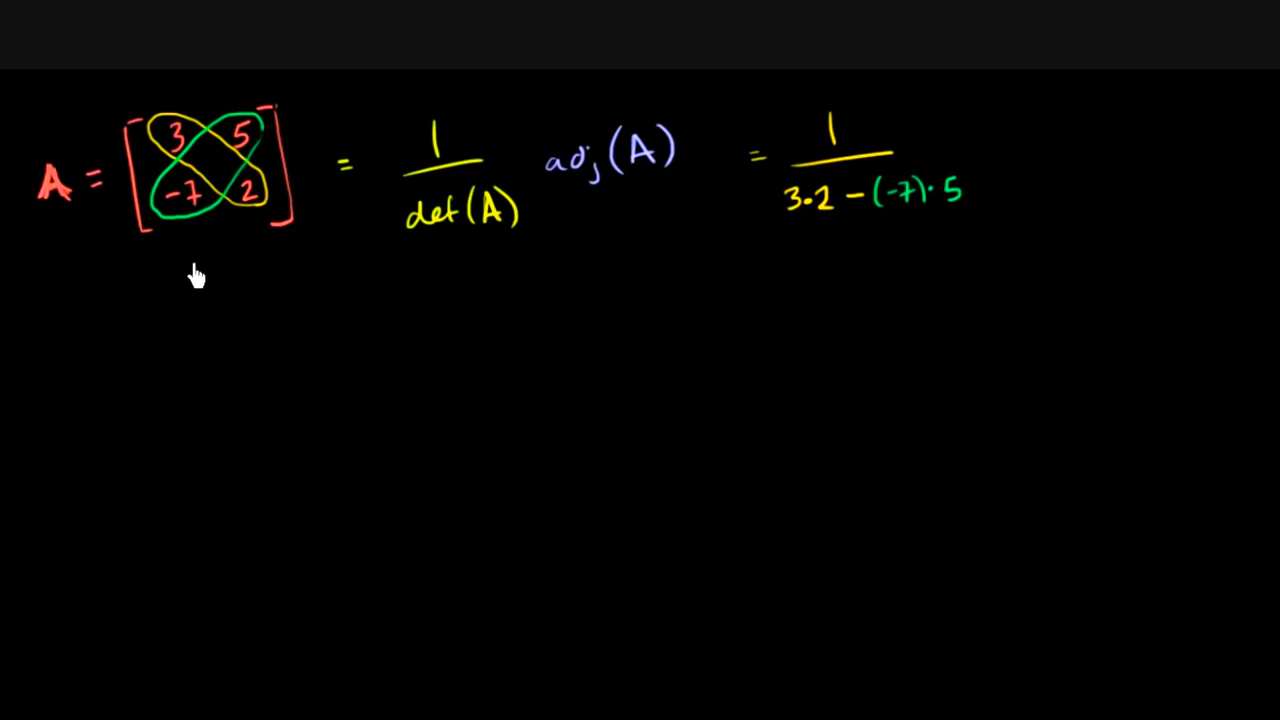 A = [ 3 5 = 1 adj(A) = 1
-7 2 ] det(A) 3·2 - (-7)·5